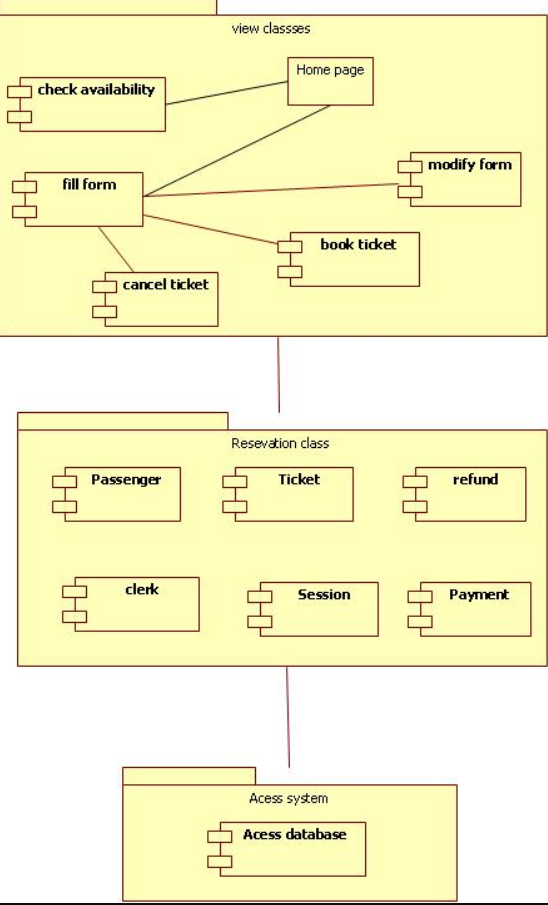 view classses
Home page
check availability
modify form
fill form
book ticket
cancel ticket
Resevation class
Passenger
Ticket
refund
clerk
Session
Payment
Acess system
Acess database